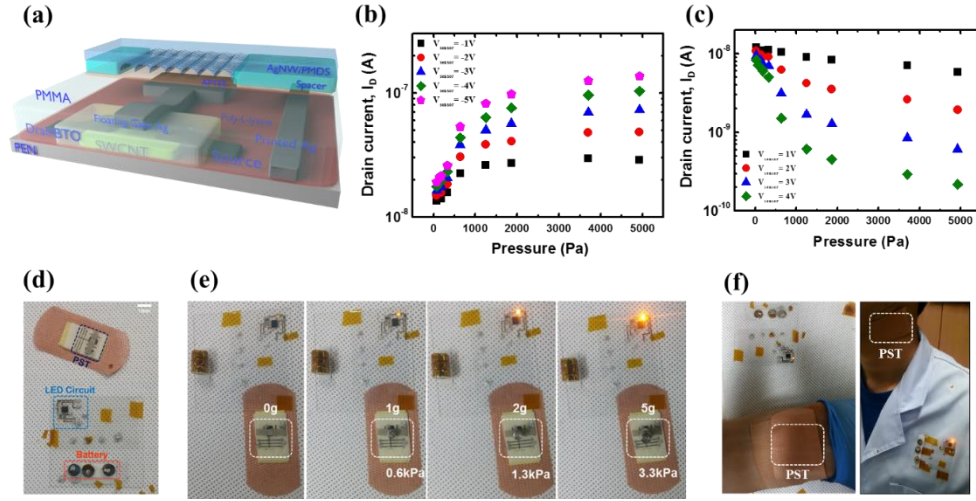 (a)
AgNW/PMDS
Spacer
PMMA
Floating Gate Ag
Printed Ag
Drain
BTO
SWCNT
Source
PEN
(b)
Drain current, I_D (A)
10^-7
10^-8
V_sensor = -1V
V_sensor = -2V
V_sensor = -3V
V_sensor = -4V
V_sensor = -5V
0 1000 2000 3000 4000 5000
Pressure (Pa)
(c)
Drain current, I_D (A)
10^-8
10^-9
10^-10
V_sensor = 1V
V_sensor = 2V
V_sensor = 3V
V_sensor = 4V
0 1000 2000 3000 4000 5000
Pressure (Pa)
(d)
PST
LED Circuit
Battery
(e)
0g
1g
2g
5g
0.6kPa
1.3kPa
3.3kPa
(f)
PST
PST